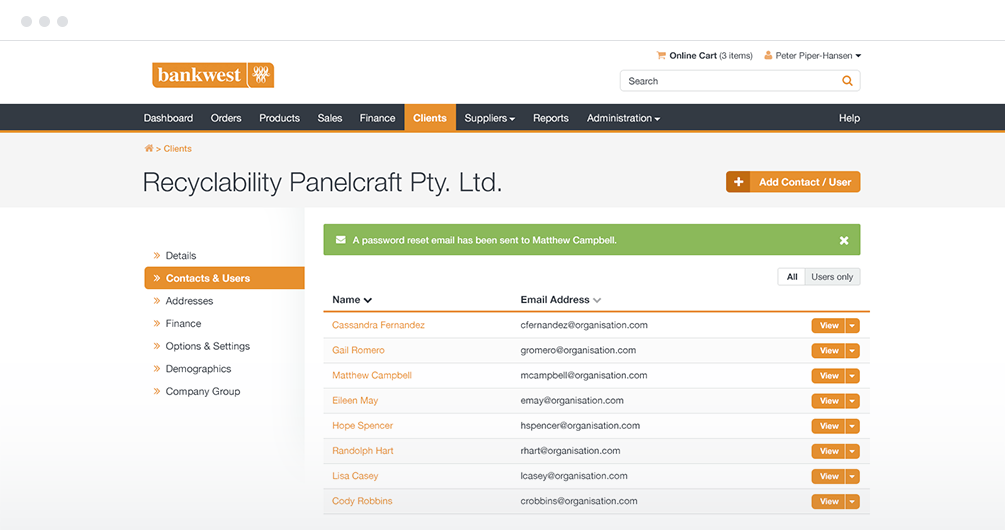 Online Cart (3 items) Peter Piper-Hansen
bankwest
Search
Dashboard Orders Products Sales Finance Clients Suppliers Reports Administration Help
> Clients
Recyclability Panelcraft Pty. Ltd.
+ Add Contact / User
A password reset email has been sent to Matthew Campbell.
» Details
» Contacts & Users
» Addresses
» Finance
» Options & Settings
» Demographics
» Company Group
All Users only
Name Email Address
Cassandra Fernandez cfernandez@organisation.com View
Gail Romero gromero@organisation.com View
Matthew Campbell mcampbell@organisation.com View
Eileen May emay@organisation.com View
Hope Spencer hspencer@organisation.com View
Randolph Hart rhart@organisation.com View
Lisa Casey lcasey@organisation.com View
Cody Robbins crobbins@organisation.com View